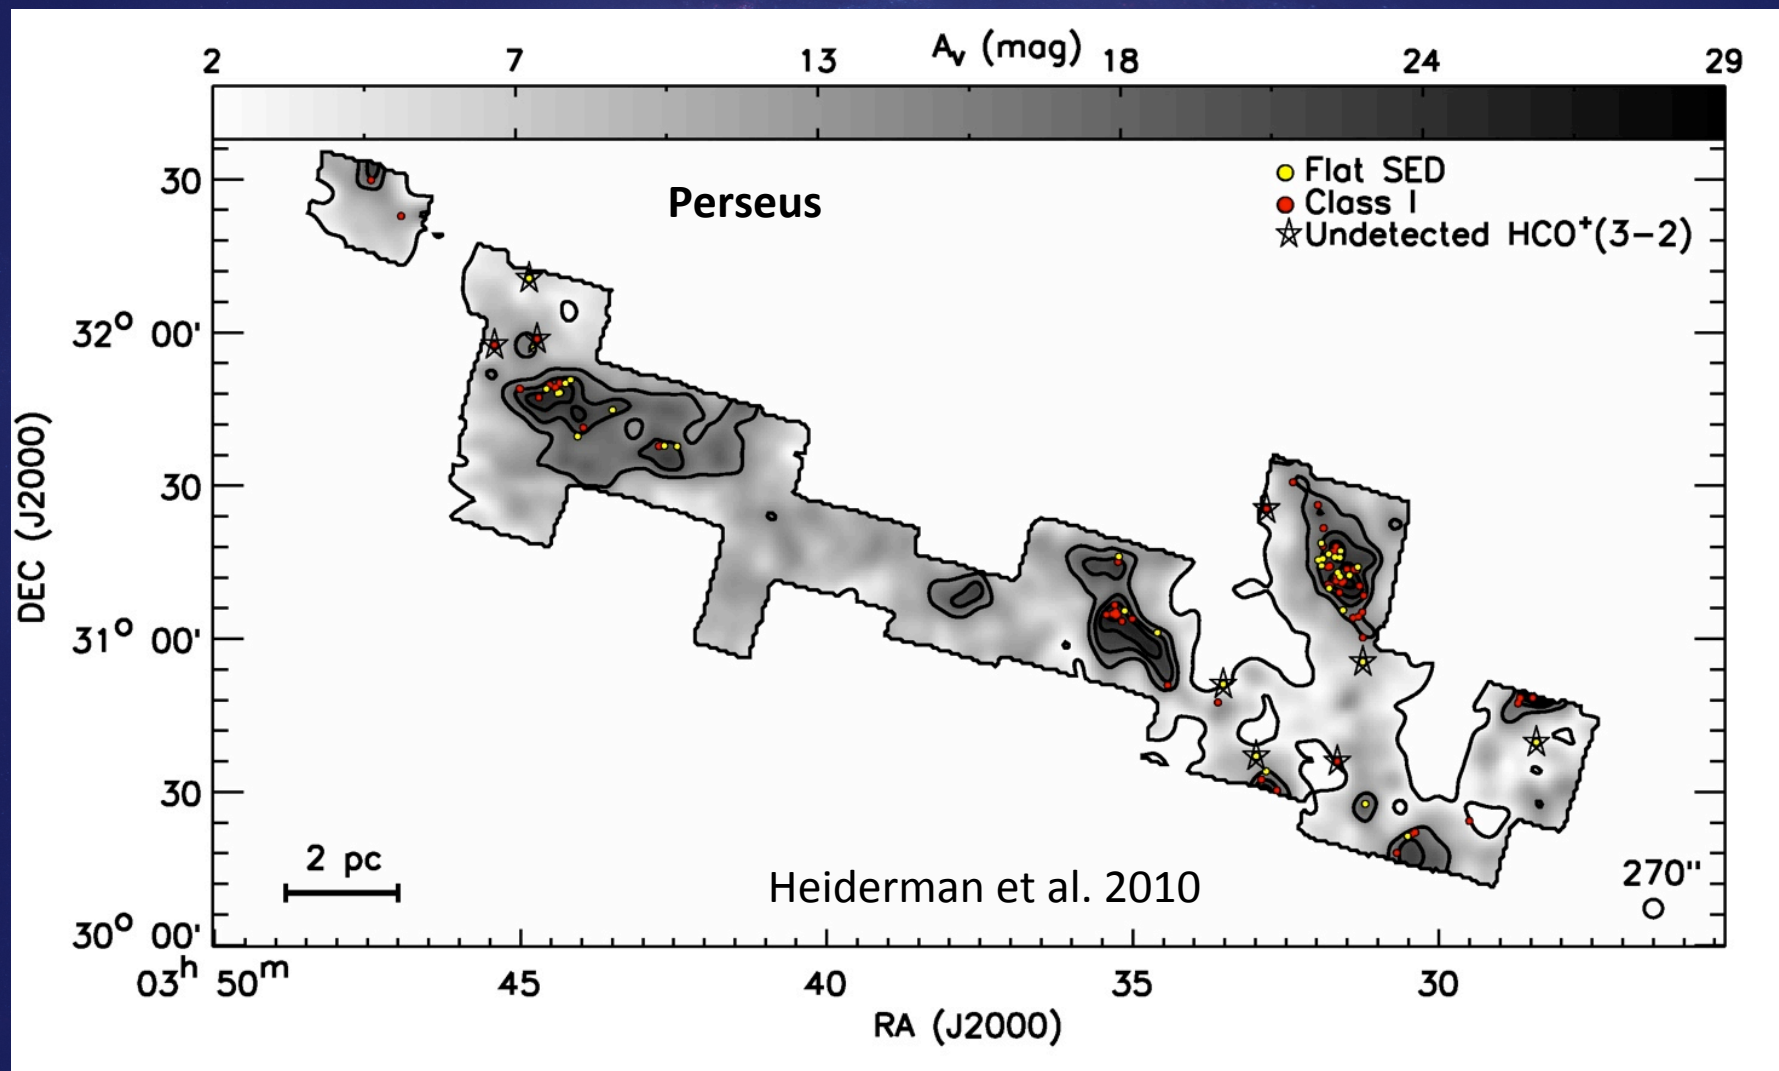 A_v (mag)
2 7 13 18 24 29
Perseus
Flat SED
Class I
Undetected HCO⁺(3−2)
30
32° 00'
30
31° 00'
30
30° 00'
DEC (J2000)
2 pc
Heiderman et al. 2010
270"
03ʰ 50ᵐ 45 40 35 30
RA (J2000)